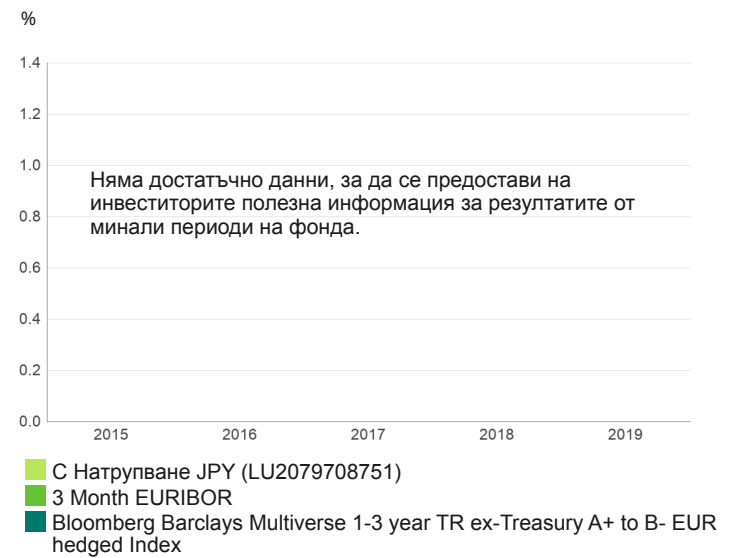 %
1.4
1.2
1.0
Няма достатъчно данни, за да се предостави на
инвеститорите полезна информация за резултатите от
минали периоди на фонда.
0.8
0.6
0.4
0.2
0.0
2015 2016 2017 2018 2019
C Натрупване JPY (LU2079708751)
3 Month EURIBOR
Bloomberg Barclays Multiverse 1-3 year TR ex-Treasury A+ to B- EUR
hedged Index